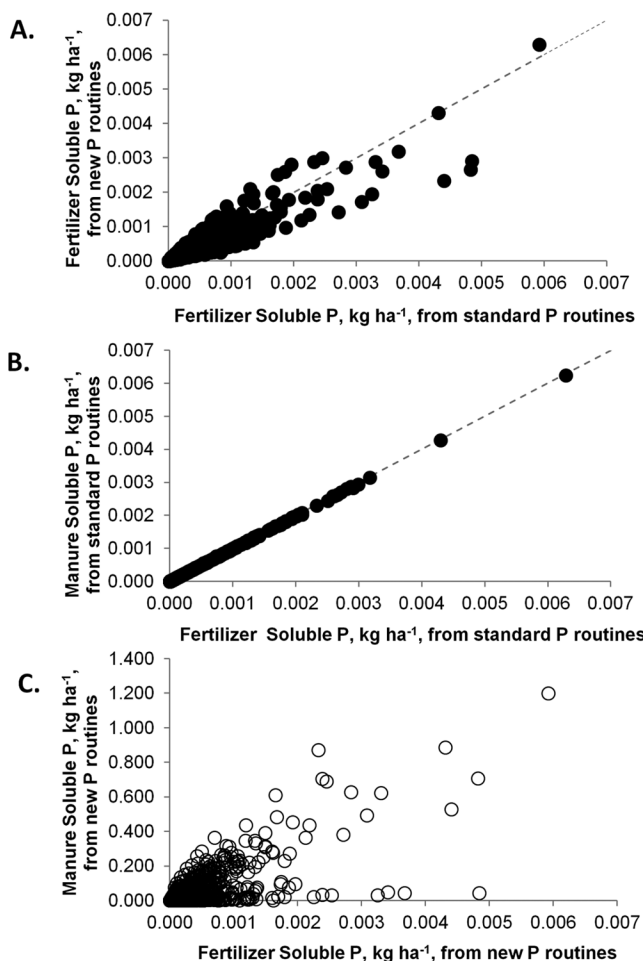 A.
Fertilizer Soluble P, kg ha-1,
from new P routines
0.007
0.006
0.005
0.004
0.003
0.002
0.001
0.000
0.000 0.001 0.002 0.003 0.004 0.005 0.006 0.007
Fertilizer Soluble P, kg ha-1, from standard P routines
B.
Manure Soluble P, kg ha-1,
from standard P routines
0.007
0.006
0.005
0.004
0.003
0.002
0.001
0.000
0.000 0.001 0.002 0.003 0.004 0.005 0.006 0.007
Fertilizer Soluble P, kg ha-1, from standard P routines
C.
Manure Soluble P, kg ha-1,
from new P routines
1.400
1.200
1.000
0.800
0.600
0.400
0.200
0.000
0.000 0.001 0.002 0.003 0.004 0.005 0.006 0.007
Fertilizer Soluble P, kg ha-1, from new P routines